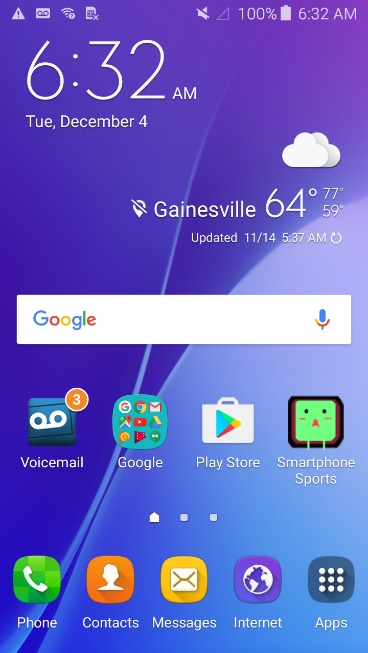 100% 6:32 AM
6:32 AM
Tue, December 4
Gainesville 64° 77°
59°
Updated 11/14 5:37 AM
Google
3
Voicemail Google Play Store Smartphone
Sports
Phone Contacts Messages Internet Apps